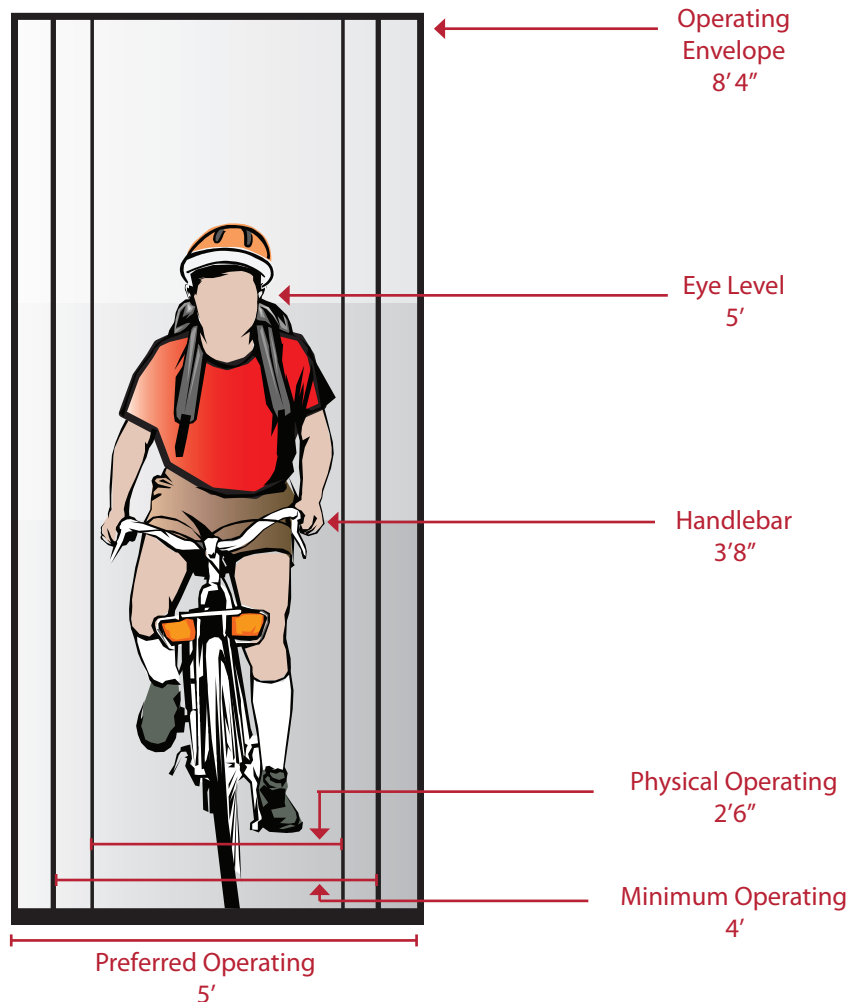 Operating
Envelope
8’ 4”
Eye Level
5’
Handlebar
3’8”
Physical Operating
2’6”
Minimum Operating
4’
Preferred Operating
5’